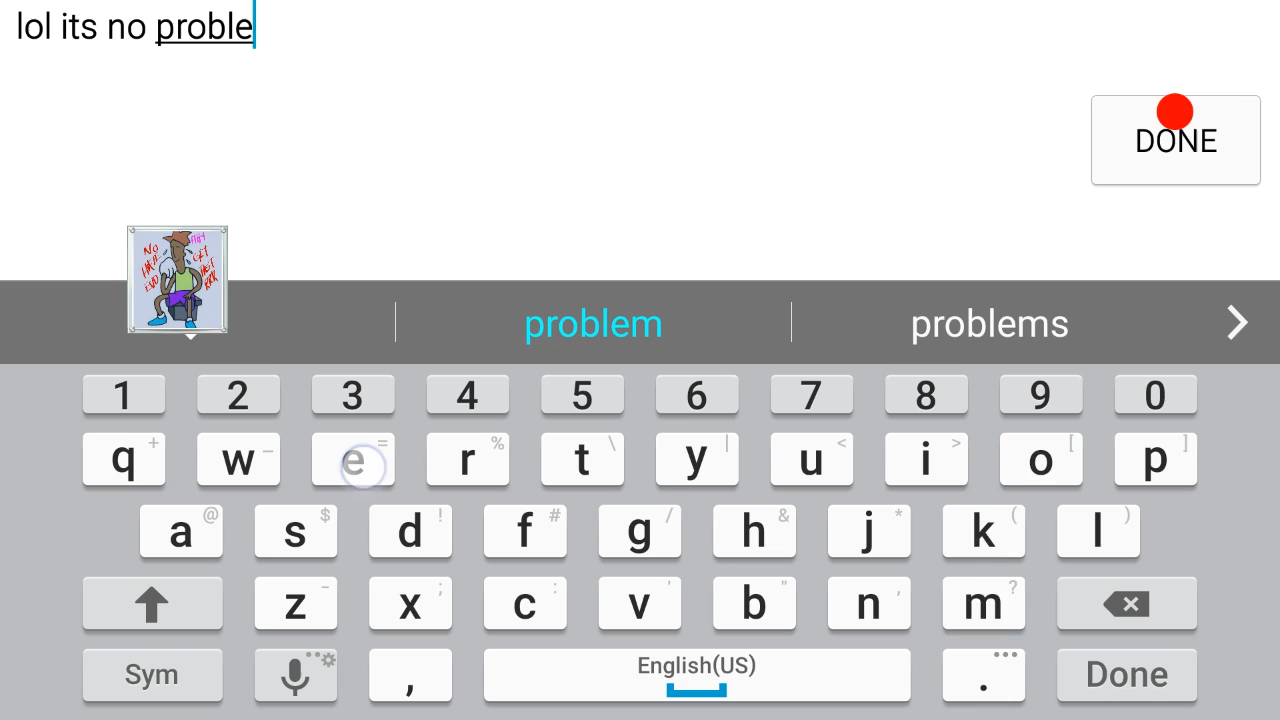 lol its no proble
DONE
NO
problem
problems
1 2 3 4 5 6 7 8 9 0
q + w - e = r % t \ y | u < i > o [ p ]
a @ s $ d ! f # g / h & j * k ( l )
z - x ; c : v ' b " n , m ?
Sym , English(US) . Done